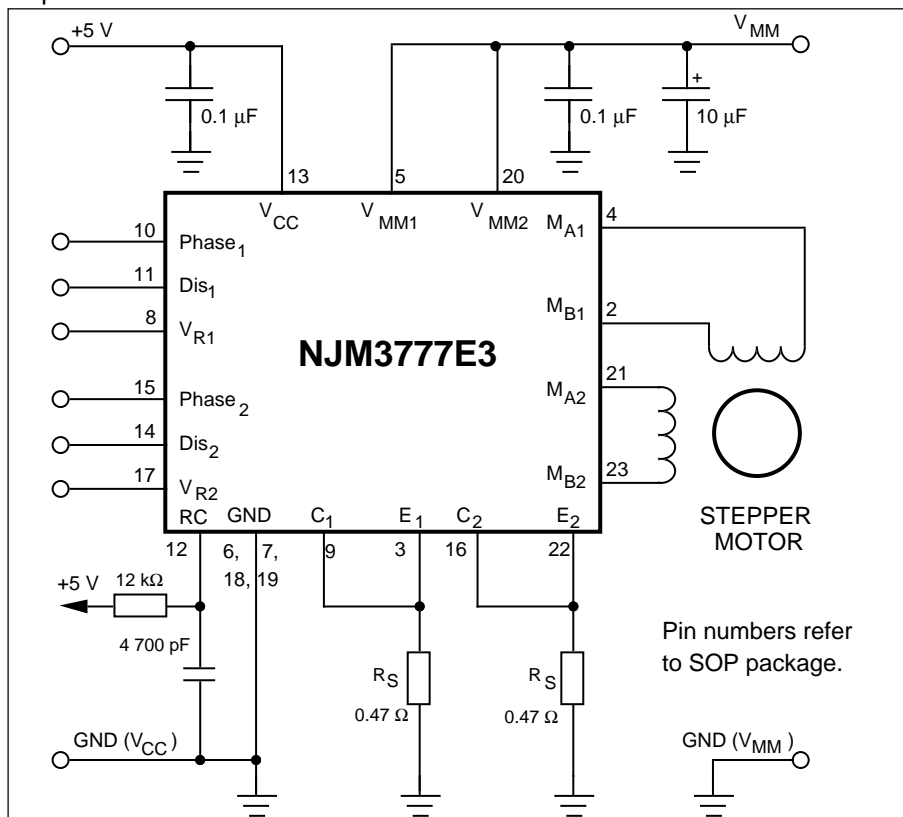 +5 V
V MM
+
0.1 µF
0.1 µF
10 µF
13
5
20
V CC
V MM1
V MM2
M A1
4
10
Phase 1
11
Dis 1
8
V R1
M B1
2
NJM3777E3
15
Phase 2
14
Dis 2
17
V R2
M A2
21
M B2
23
STEPPER
MOTOR
RC
GND
C 1
E 1
C 2
E 2
12
6, 7,
18, 19
9
3
16
22
+5 V
12 kΩ
4 700 pF
R S
0.47 Ω
R S
0.47 Ω
Pin numbers refer
to SOP package.
GND (V CC )
GND (V MM )